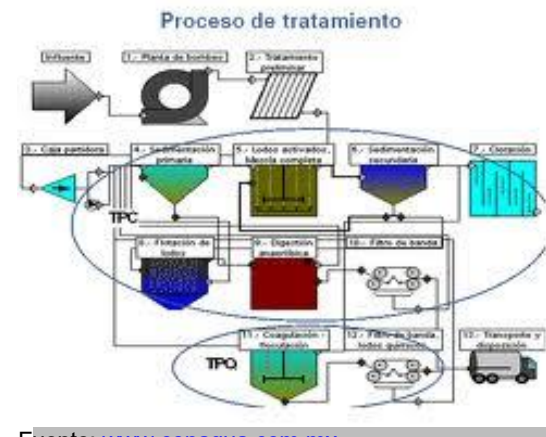 Proceso de tratamiento
Influente
1.- Planta de bombeo
2.- Tratamiento
preliminar
3.- Caja partidora
4.- Sedimentación
primaria
5.- Lodos activados,
Mezcla completa
6.- Sedimentación
secundaria
7.- Cloración
TPC
8.- Flotación de
lodos
9.- Digestión
anaeróbica
10.- Filtro de banda
11.- Coagulación -
floculación
12.- Filtro de banda,
lodos químicos
13.- Transporte y
disposición
TPQ